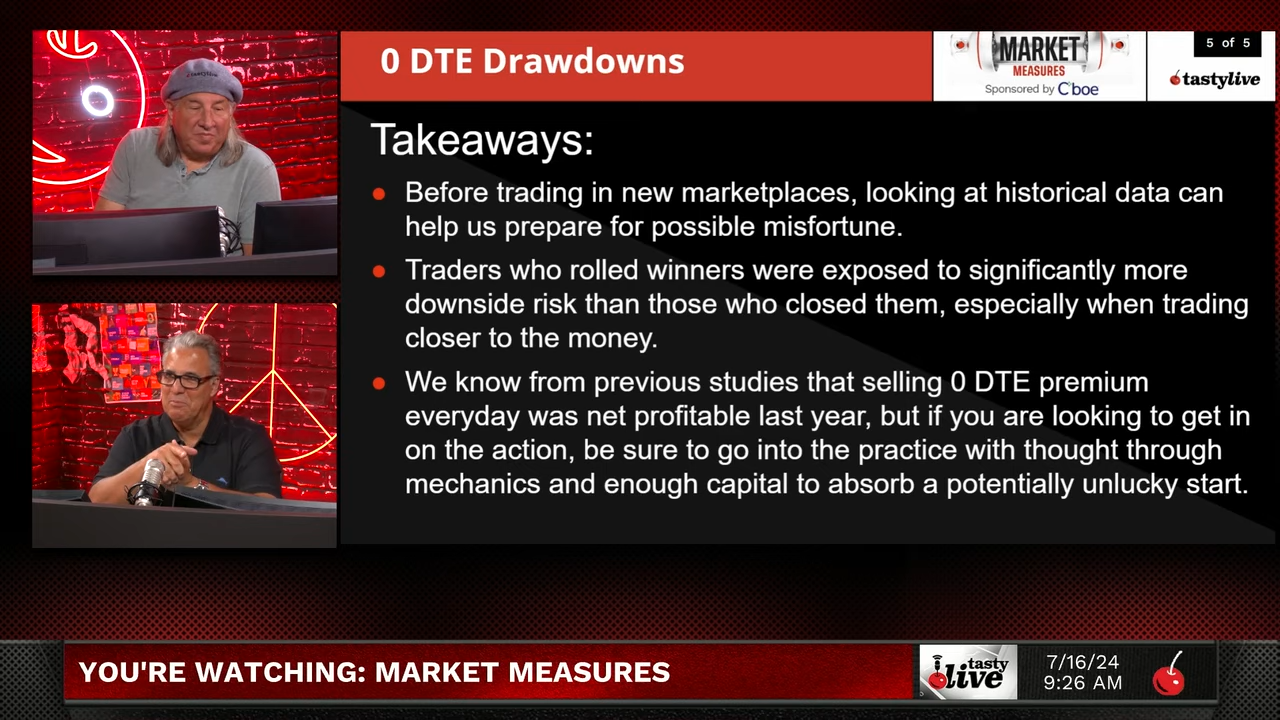 0 DTE Drawdowns
MARKET
MEASURES
Sponsored by Cboe
5 of 5
tastylive
Takeaways:
Before trading in new marketplaces, looking at historical data can
help us prepare for possible misfortune.
Traders who rolled winners were exposed to significantly more
downside risk than those who closed them, especially when trading
closer to the money.
We know from previous studies that selling 0 DTE premium
everyday was net profitable last year, but if you are looking to get in
on the action, be sure to go into the practice with thought through
mechanics and enough capital to absorb a potentially unlucky start.
tastylive
YOU'RE WATCHING: MARKET MEASURES
tasty
live
7/16/24
9:26 AM